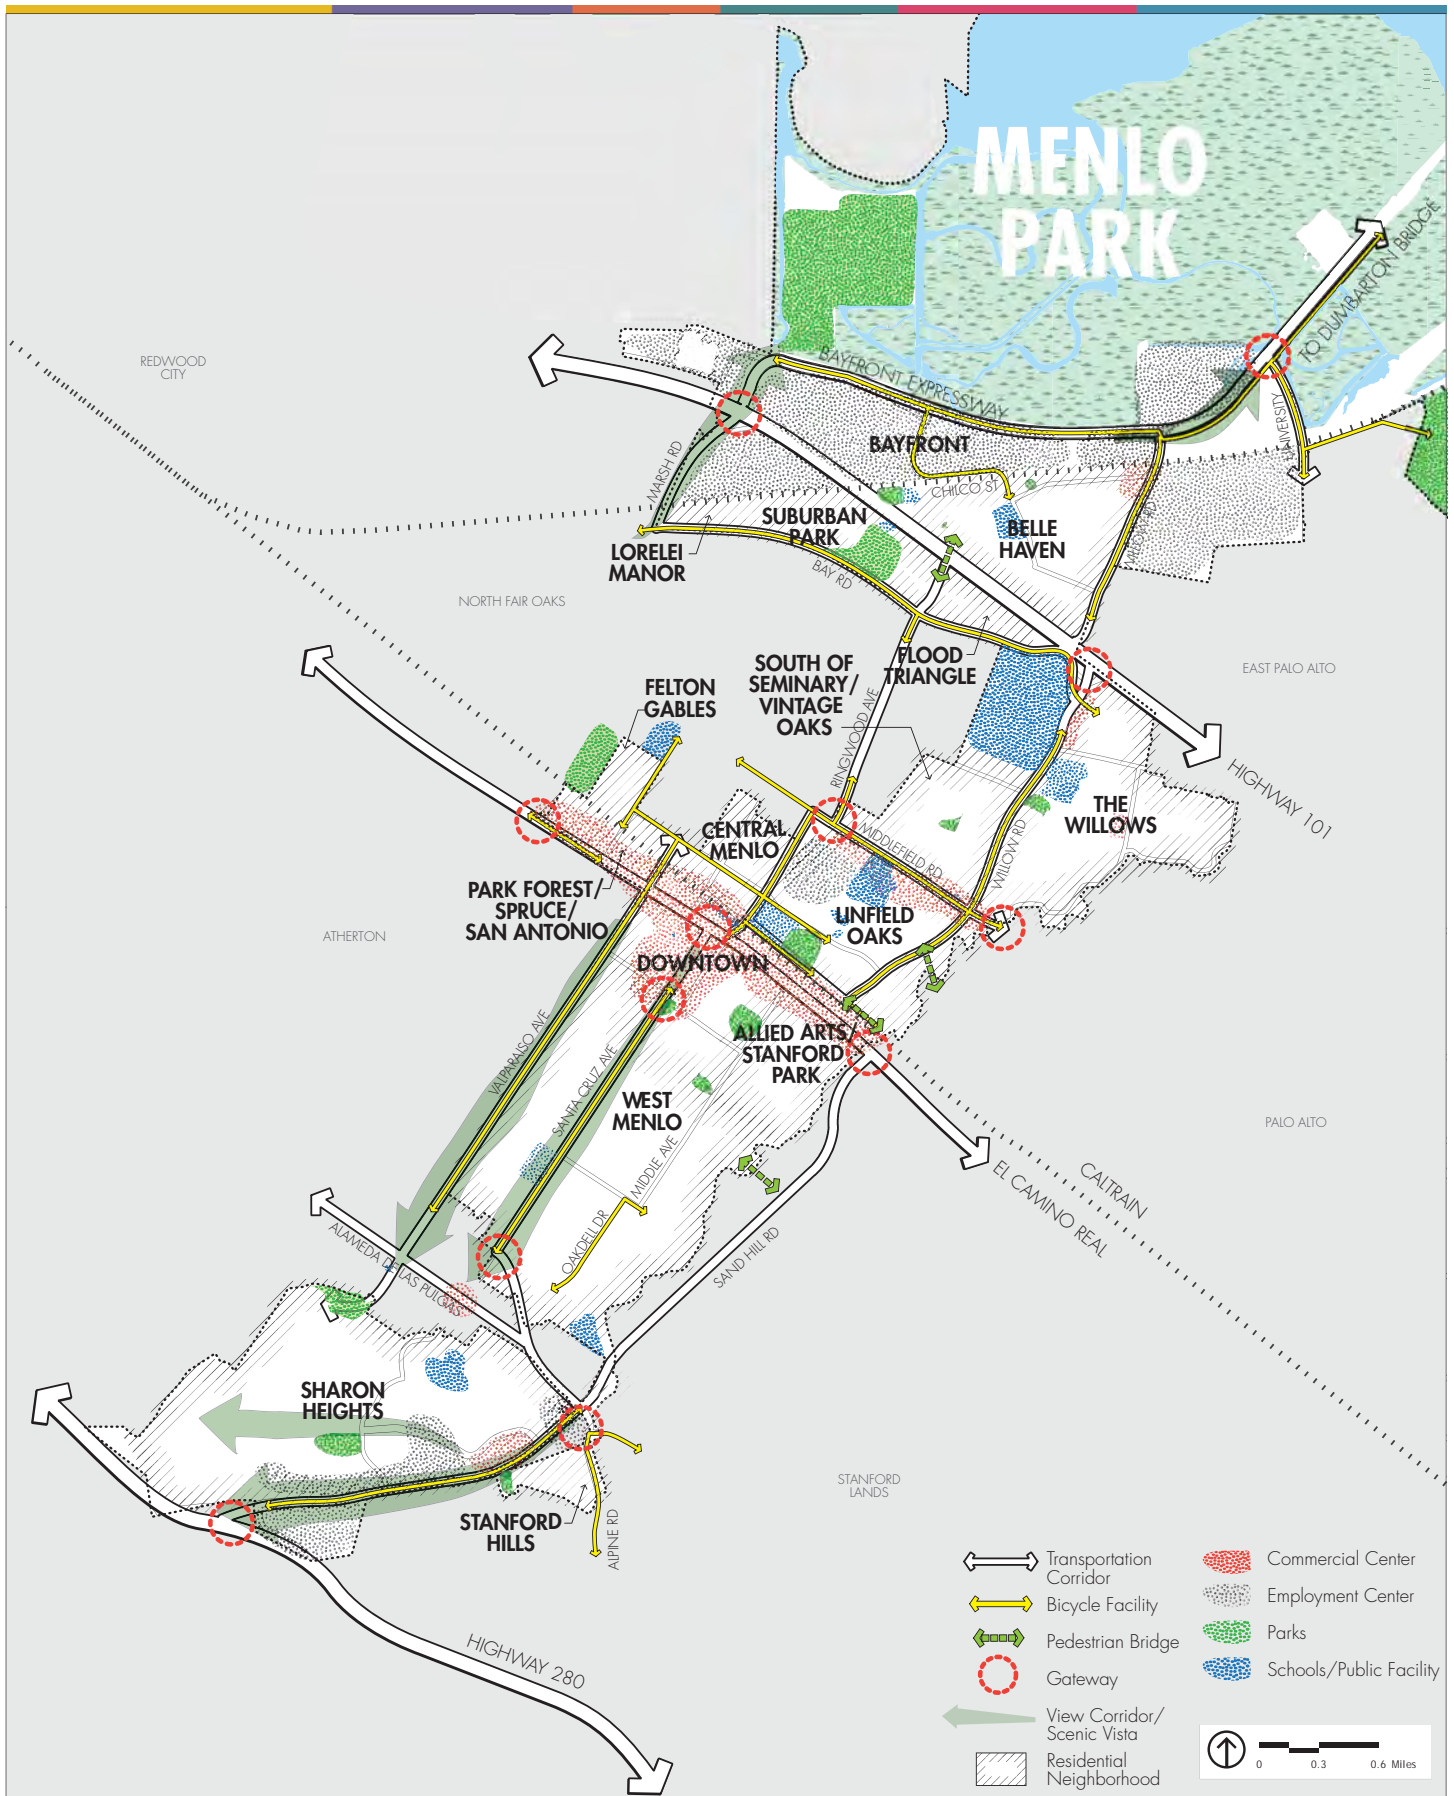 MENLO
PARK
TO DUMBARTON BRIDGE
REDWOOD
CITY
BAYFRONT EXPRESSWAY
UNIVERSITY
BAYFRONT
MARSH RD
CHILCO ST
SUBURBAN
PARK
BELLE
HAVEN
WILLOW RD
LORELEI
MANOR
BAY RD
NORTH FAIR OAKS
FLOOD
TRIANGLE
SOUTH OF
SEMINARY/
VINTAGE
OAKS
EAST PALO ALTO
FELTON
GABLES
RINGWOOD AVE
HIGHWAY 101
THE
WILLOWS
CENTRAL
MENLO
MIDDLEFIELD RD
WILLOW RD
PARK FOREST/
SPRUCE/
SAN ANTONIO
LINFIELD
OAKS
ATHERTON
DOWNTOWN
ALLIED ARTS/
STANFORD
PARK
VALPARAISO AVE
SANTA CRUZ AVE
WEST
MENLO
PALO ALTO
MIDDLE AVE
CALTRAIN
EL CAMINO REAL
OAKDELL DR
SAND HILL RD
ALAMEDA DE LAS PULGAS
SHARON
HEIGHTS
STANFORD
LANDS
STANFORD
HILLS
ALPINE RD
HIGHWAY 280
Transportation
Corridor
Bicycle Facility
Pedestrian Bridge
Gateway
View Corridor/
Scenic Vista
Residential
Neighborhood
Commercial Center
Employment Center
Parks
Schools/Public Facility
0 0.3 0.6 Miles